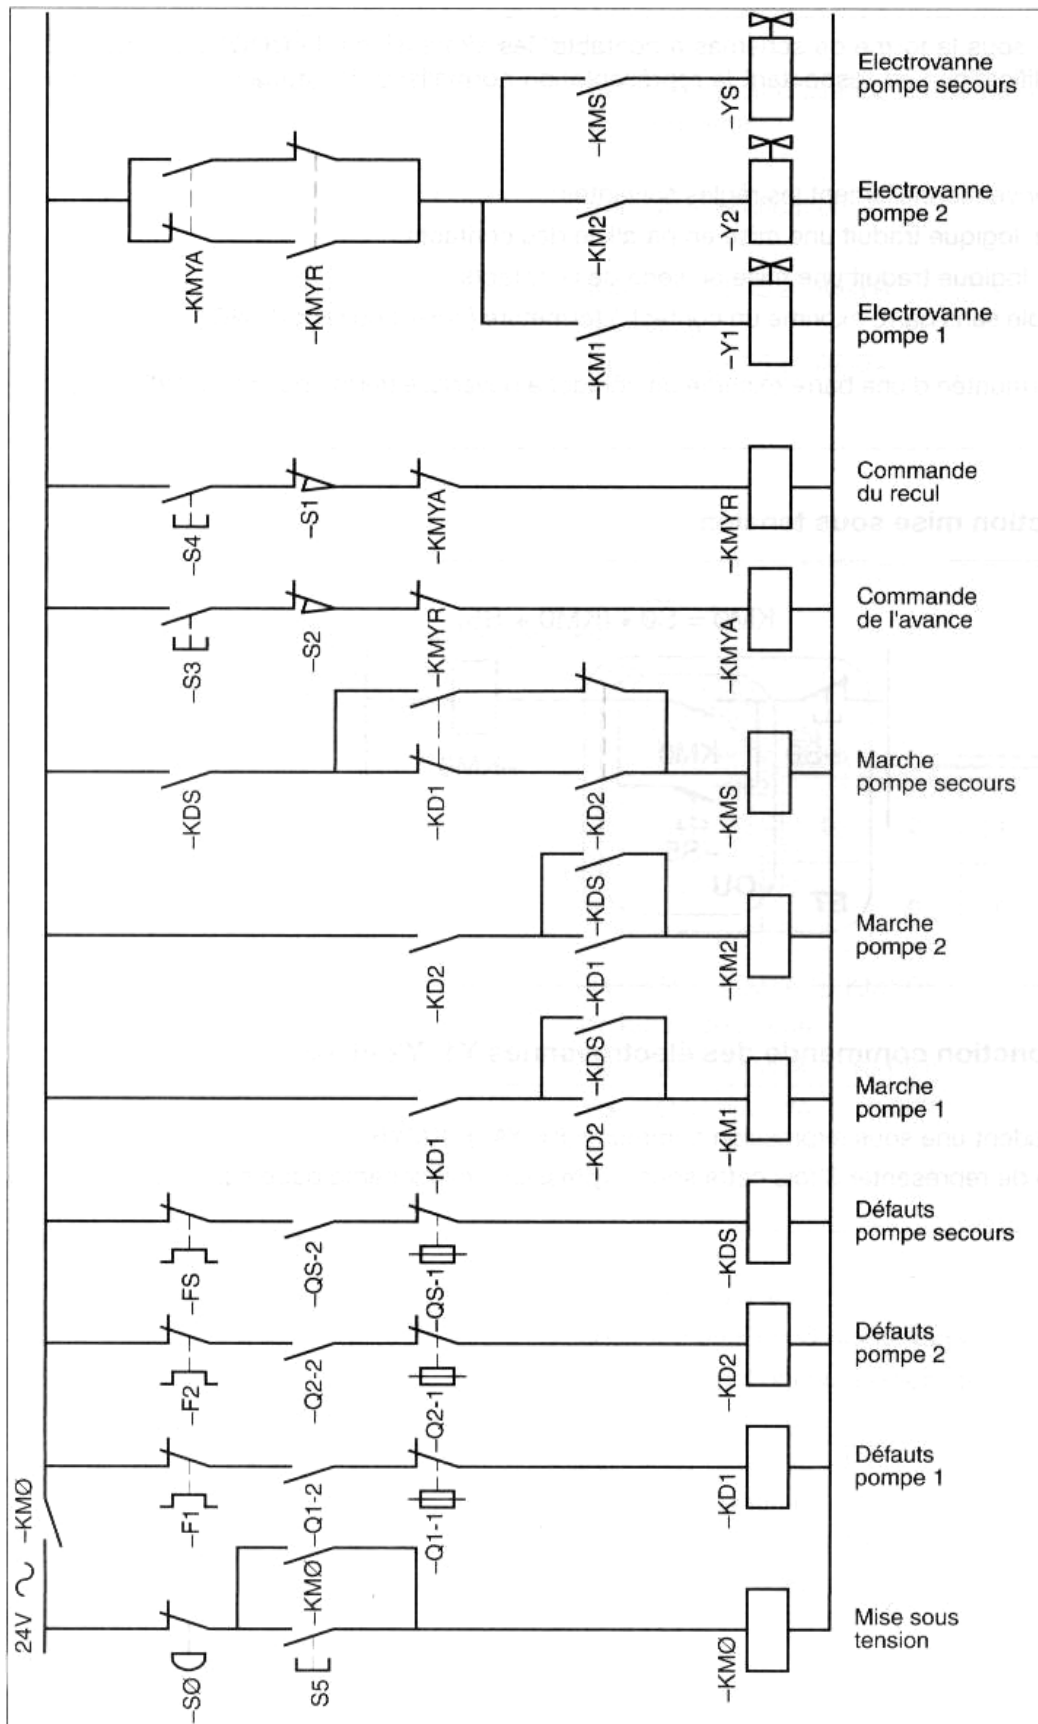 Electrovanne
pompe secours
Electrovanne
pompe 2
Electrovanne
pompe 1
Commande
du recul
Commande
de l'avance
Marche
pompe secours
Marche
pompe 2
Marche
pompe 1
Défauts
pompe secours
Défauts
pompe 2
Défauts
pompe 1
Mise sous
tension
–KMS
–YS
–KM2
–Y2
–KMYA
–KMYR
–KM1
–Y1
–S4
–S1
–KMYA
–KMYR
–S3
–S2
–KMYR
–KMYA
–KDS
–KD1
–KD2
–KMS
–KDS
–KD2
–KD1
–KM2
–KDS
–KD1
–KD2
–KM1
–FS
–QS-2
–QS-1
–KDS
–F2
–Q2-2
–Q2-1
–KD2
–F1
–Q1-2
–Q1-1
–KD1
24V ~
–KMØ
–KMØ
–SØ
S5
–KMØ